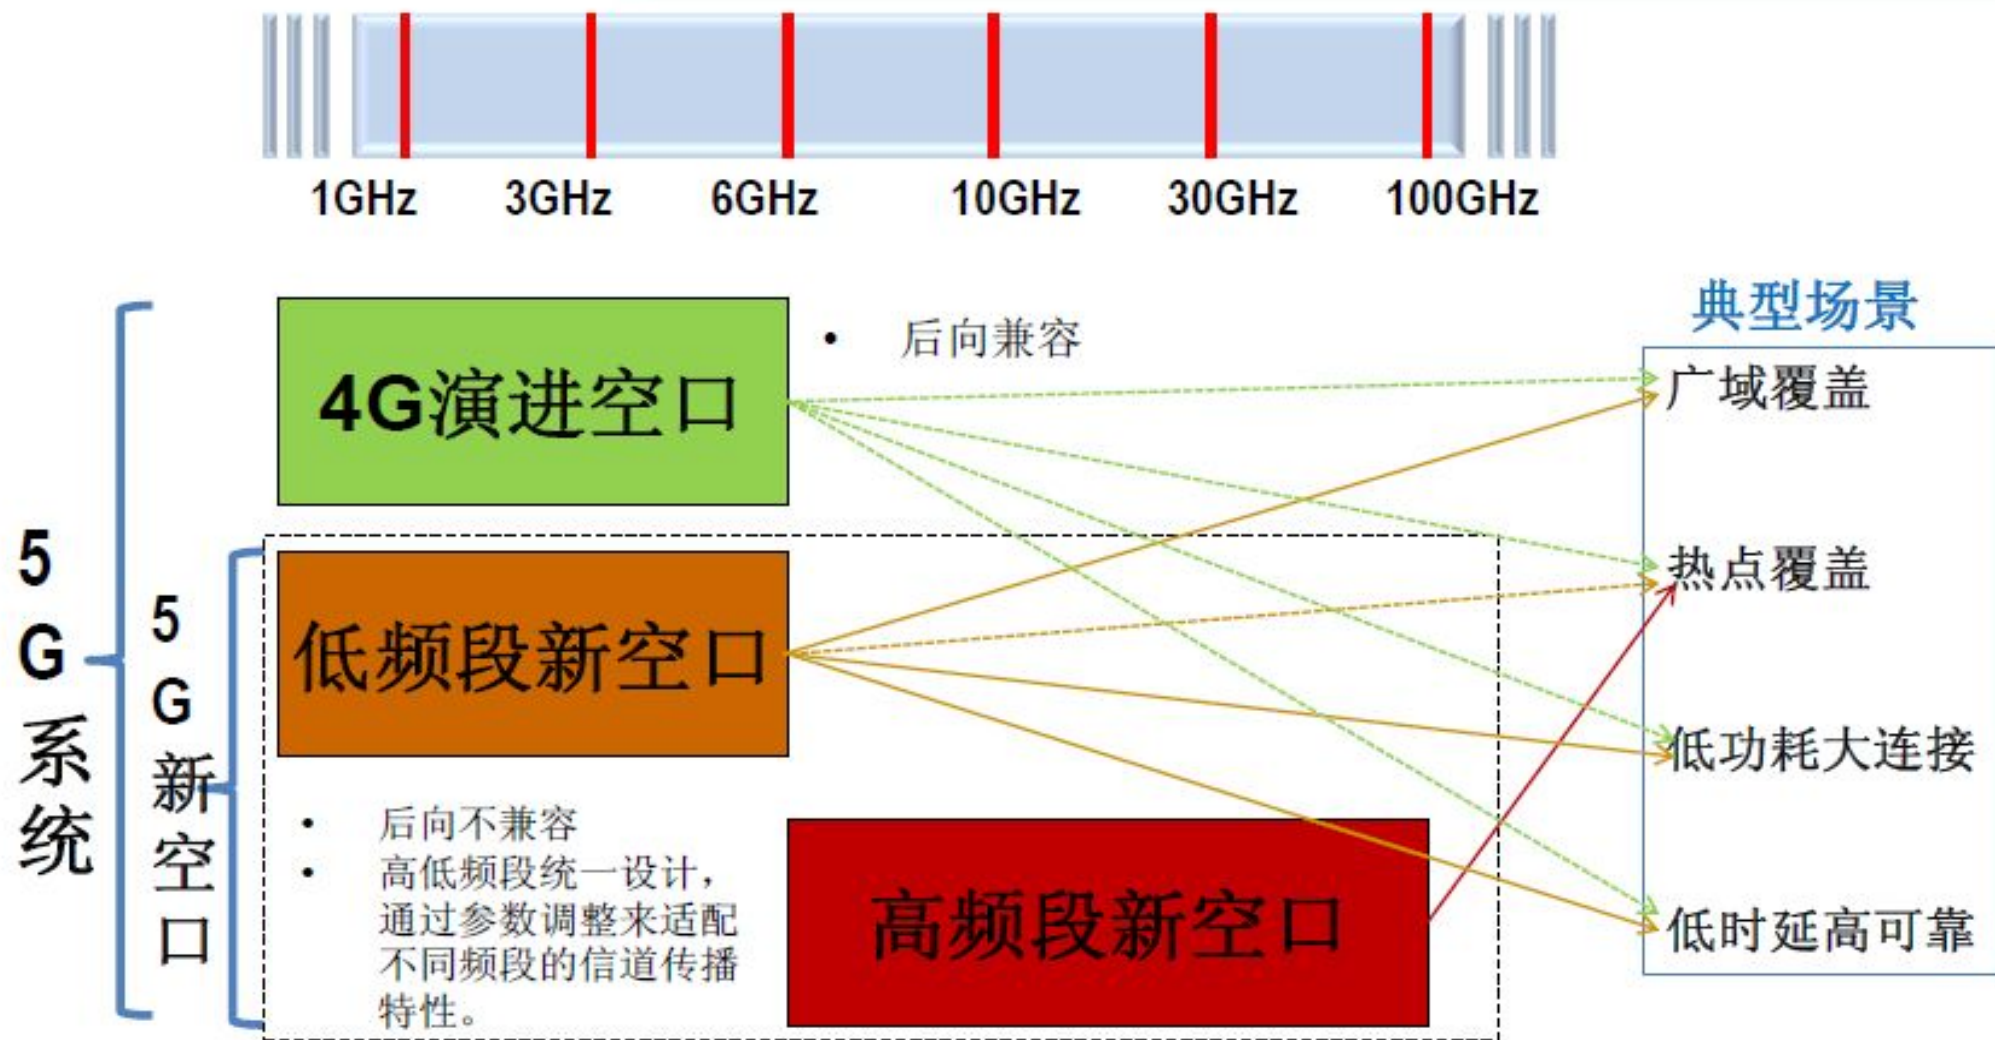 1GHz 3GHz 6GHz 10GHz 30GHz 100GHz
5G系统
5G新空口
4G演进空口
• 后向兼容
低频段新空口
• 后向不兼容
• 高低频段统一设计，
通过参数调整来适配
不同频段的信道传播
特性。
高频段新空口
典型场景
广域覆盖
热点覆盖
低功耗大连接
低时延高可靠